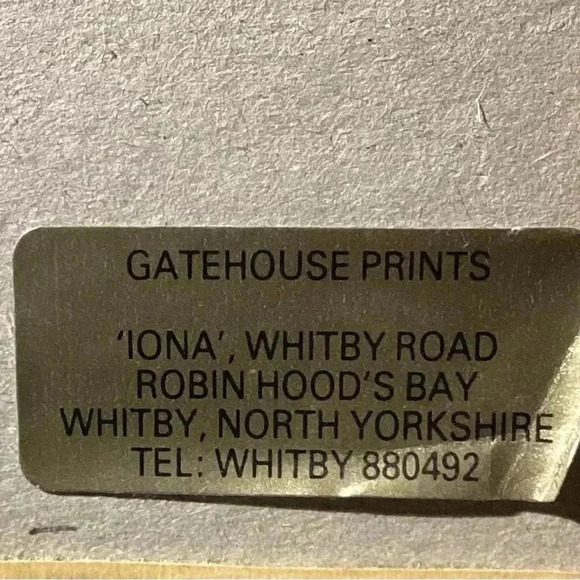 GATEHOUSE PRINTS
'IONA', WHITBY ROAD
ROBIN HOOD'S BAY
WHITBY, NORTH YORKSHIRE
TEL: WHITBY 880492